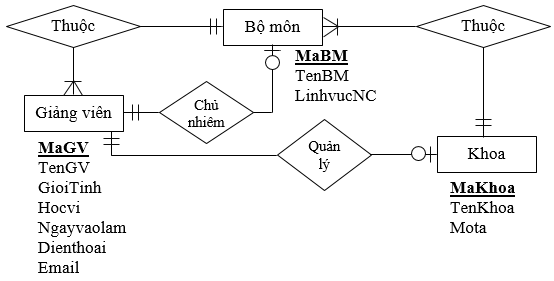 Thuộc
Bộ môn
Thuộc
MaBM
TenBM
LinhvucNC
Giảng viên
Chủ
nhiệm
MaGV
TenGV
GioiTinh
Hocvi
Ngayvaolam
Dienthoai
Email
Quản
lý
Khoa
MaKhoa
TenKhoa
Mota